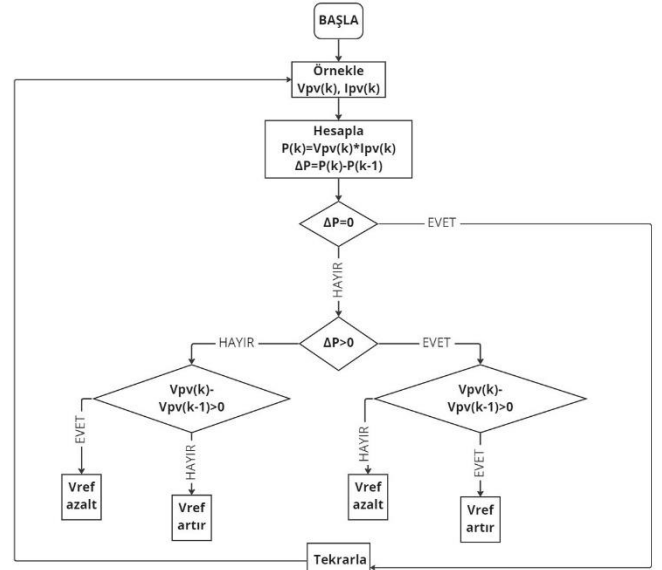 BAŞLA
Örnekle
Vpv(k), Ipv(k)
Hesapla
P(k)=Vpv(k)*Ipv(k)
ΔP=P(k)-P(k-1)
ΔP=0
EVET
HAYIR
HAYIR
ΔP>0
EVET
Vpv(k)-
Vpv(k-1)>0
Vpv(k)-
Vpv(k-1)>0
EVET
HAYIR
HAYIR
EVET
Vref
azalt
Vref
artır
Vref
azalt
Vref
artır
Tekrarla